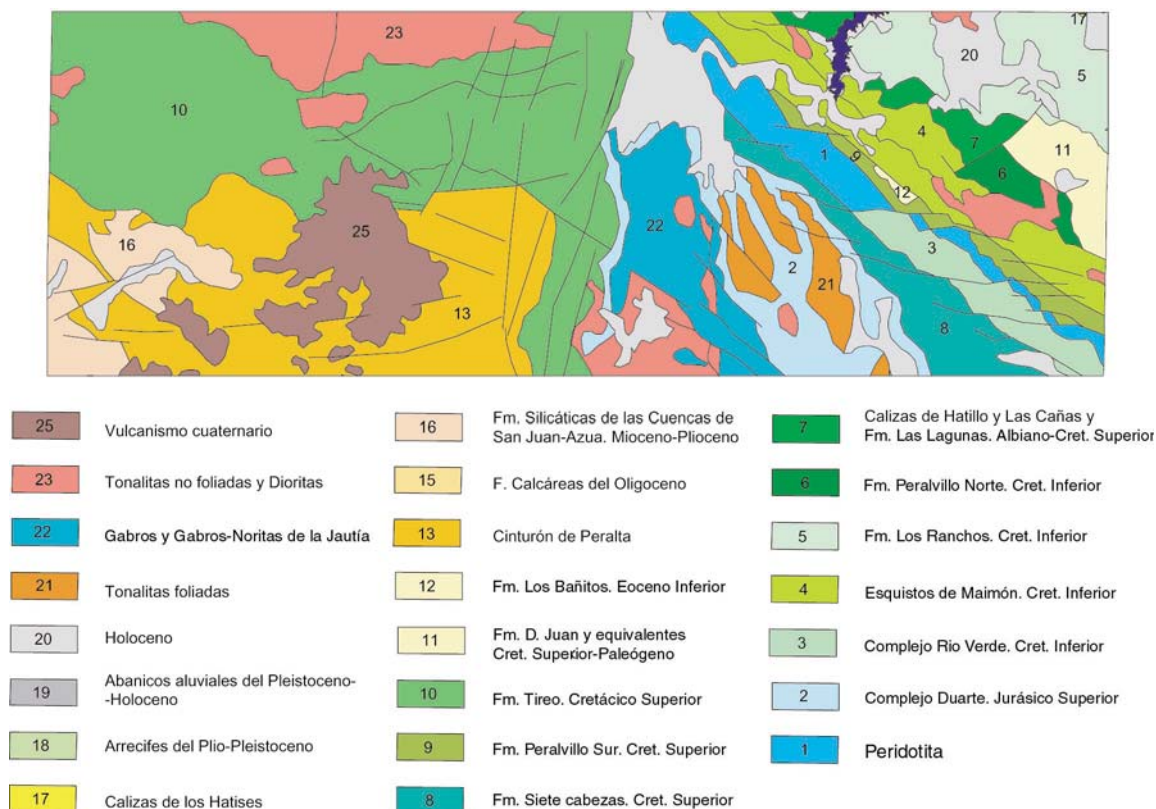 23
17
20
5
10
4
7
1
9
11
6
12
16
25
22
3
2
21
13
8
25 Vulcanismo cuaternario
23 Tonalitas no foliadas y Dioritas
22 Gabros y Gabros-Noritas de la Jautía
21 Tonalitas foliadas
20 Holoceno
19 Abanicos aluviales del Pleistoceno-
-Holoceno
18 Arrecifes del Plio-Pleistoceno
17 Calizas de los Hatises
16 Fm. Silicáticas de las Cuencas de
San Juan-Azua. Mioceno-Plioceno
15 F. Calcáreas del Oligoceno
13 Cinturón de Peralta
12 Fm. Los Bañitos. Eoceno Inferior
11 Fm. D. Juan y equivalentes
Cret. Superior-Paleógeno
10 Fm. Tireo. Cretácico Superior
9 Fm. Peralvillo Sur. Cret. Superior
8 Fm. Siete cabezas. Cret. Superior
7 Calizas de Hatillo y Las Cañas y
Fm. Las Lagunas. Albiano-Cret. Superior
6 Fm. Peralvillo Norte. Cret. Inferior
5 Fm. Los Ranchos. Cret. Inferior
4 Esquistos de Maimón. Cret. Inferior
3 Complejo Rio Verde. Cret. Inferior
2 Complejo Duarte. Jurásico Superior
1 Peridotita